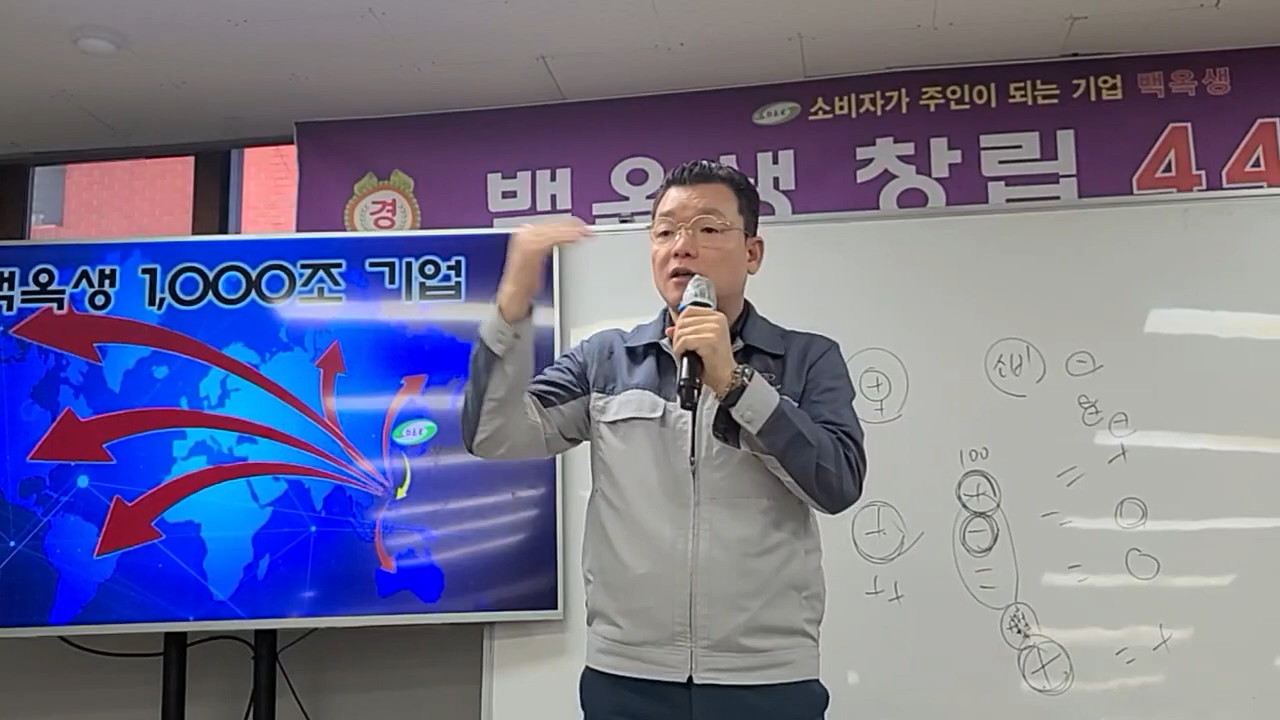 소비자가 주인이 되는 기업 백옥생
경
백옥생 창립 44
백옥생 1,000조 기업
소비
100